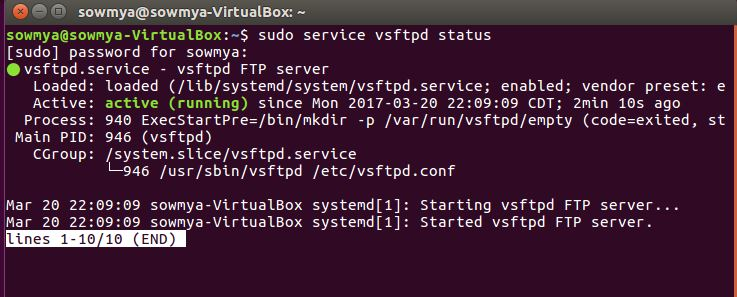 sowmya@sowmya-VirtualBox: ~
sowmya@sowmya-VirtualBox:~$ sudo service vsftpd status
[sudo] password for sowmya:
● vsftpd.service - vsftpd FTP server
   Loaded: loaded (/lib/systemd/system/vsftpd.service; enabled; vendor preset: e
   Active: active (running) since Mon 2017-03-20 22:09:09 CDT; 2min 10s ago
  Process: 940 ExecStartPre=/bin/mkdir -p /var/run/vsftpd/empty (code=exited, st
 Main PID: 946 (vsftpd)
   CGroup: /system.slice/vsftpd.service
           └─946 /usr/sbin/vsftpd /etc/vsftpd.conf
Mar 20 22:09:09 sowmya-VirtualBox systemd[1]: Starting vsftpd FTP server...
Mar 20 22:09:09 sowmya-VirtualBox systemd[1]: Started vsftpd FTP server.
lines 1-10/10 (END)